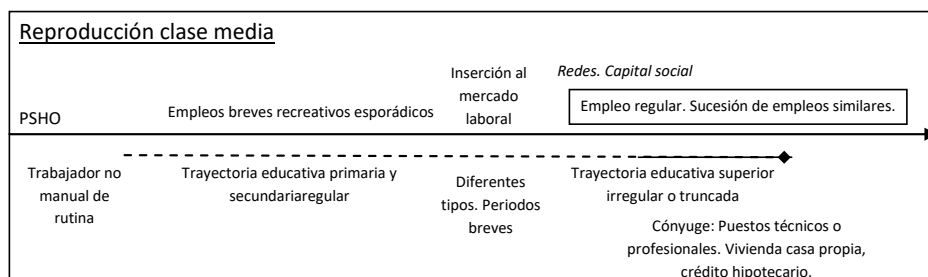 Reproducción clase media
Redes. Capital social
Inserción al
mercado
laboral
Empleos breves recreativos esporádicos
Empleo regular. Sucesión de empleos similares.
PSHO
Trabajador no
manual de
rutina
Trayectoria educativa primaria y
secundariaregular
Diferentes
tipos. Periodos
breves
Trayectoria educativa superior
irregular o truncada
Cónyuge: Puestos técnicos o
profesionales. Vivienda casa propia,
crédito hipotecario.